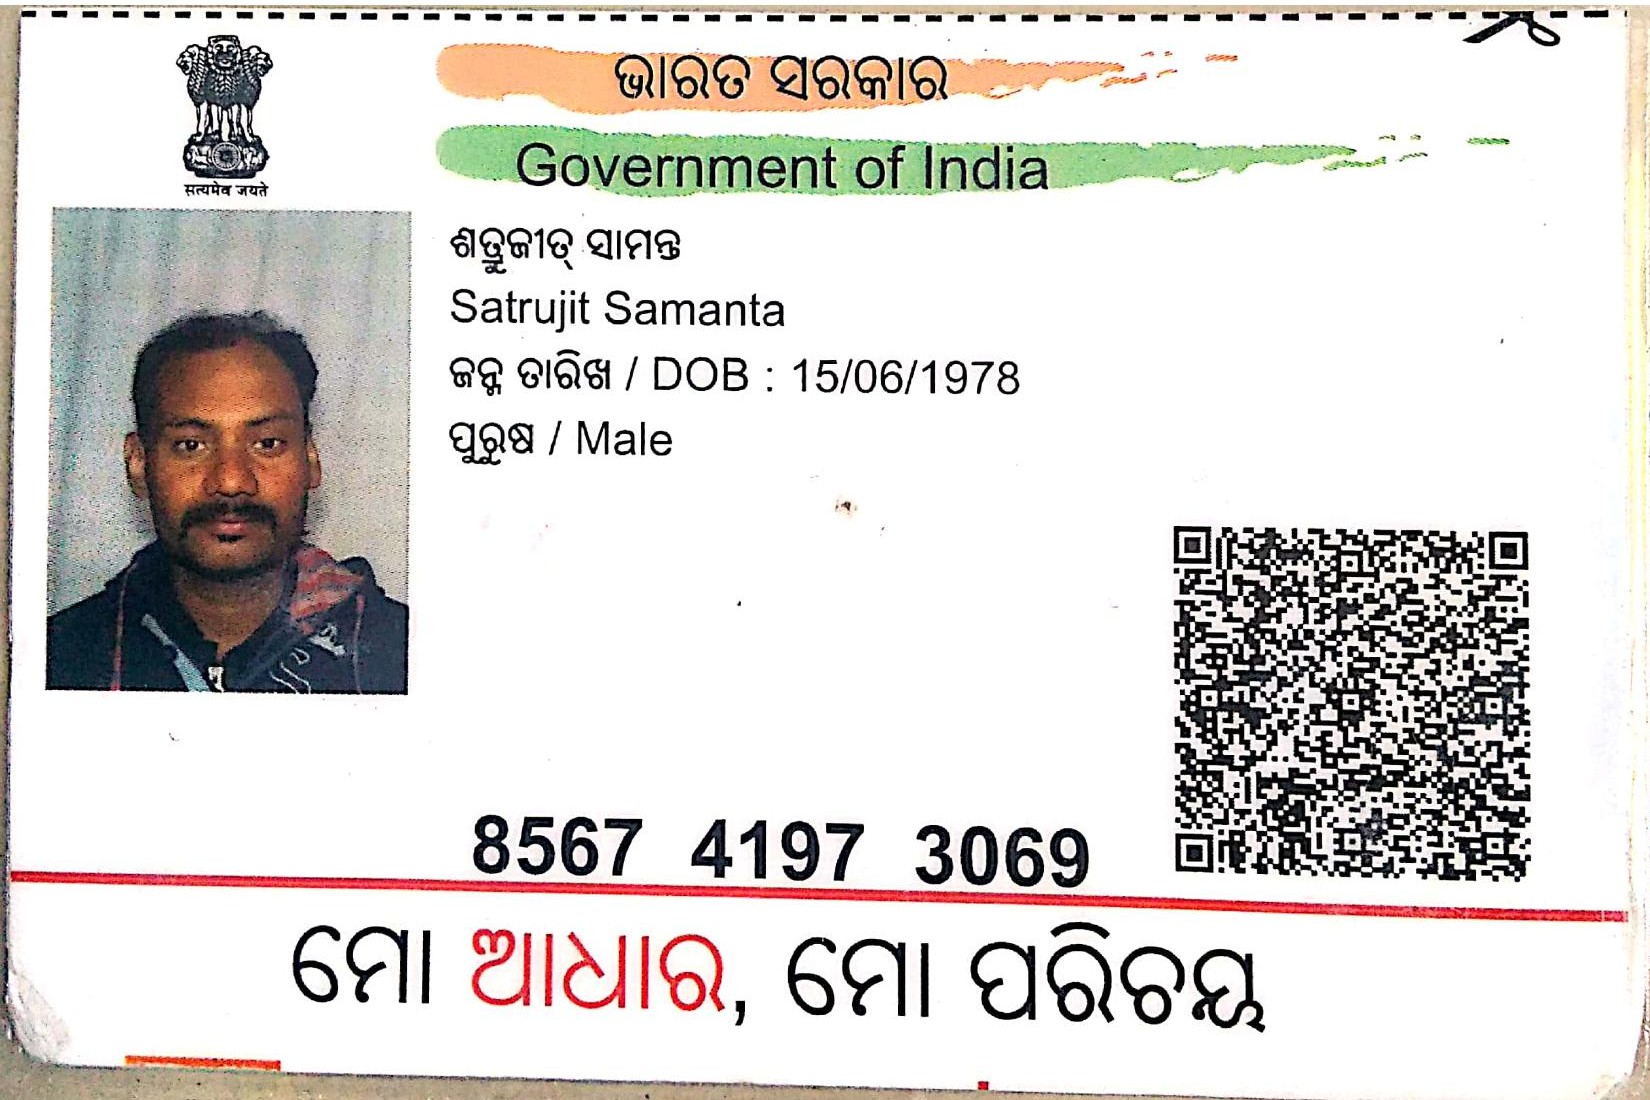 ଭାରତ ସରକାର
Government of India
सत्यमेव जयते
ଶତ୍ରୁଜୀତ୍ ସାମନ୍ତ
Satrujit Samanta
ଜନ୍ମ ତାରିଖ / DOB : 15/06/1978
ପୁରୁଷ / Male
8567 4197 3069
ମୋ ଆଧାର, ମୋ ପରିଚୟ